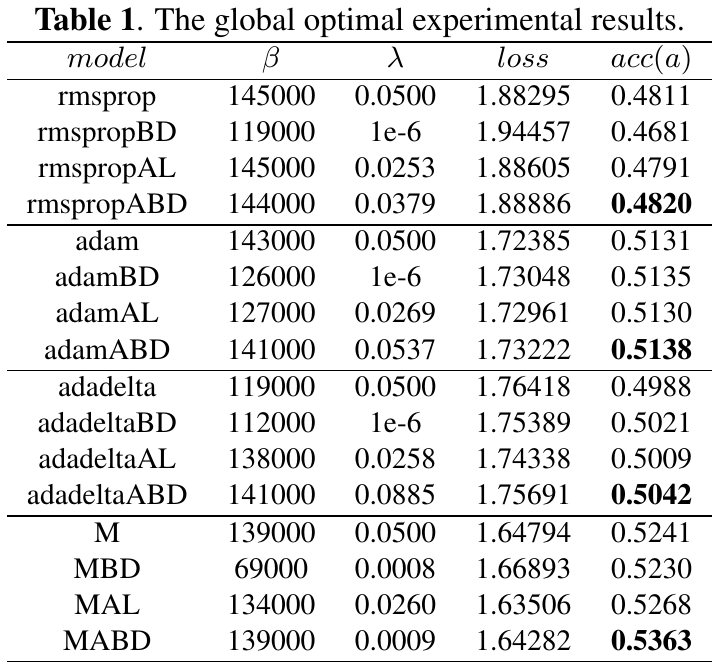 Table 1. The global optimal experimental results.
model β λ loss acc(a)
rmsprop 145000 0.0500 1.88295 0.4811
rmspropBD 119000 1e-6 1.94457 0.4681
rmspropAL 145000 0.0253 1.88605 0.4791
rmspropABD 144000 0.0379 1.88886 0.4820
adam 143000 0.0500 1.72385 0.5131
adamBD 126000 1e-6 1.73048 0.5135
adamAL 127000 0.0269 1.72961 0.5130
adamABD 141000 0.0537 1.73222 0.5138
adadelta 119000 0.0500 1.76418 0.4988
adadeltaBD 112000 1e-6 1.75389 0.5021
adadeltaAL 138000 0.0258 1.74338 0.5009
adadeltaABD 141000 0.0885 1.75691 0.5042
M 139000 0.0500 1.64794 0.5241
MBD 69000 0.0008 1.66893 0.5230
MAL 134000 0.0260 1.63506 0.5268
MABD 139000 0.0009 1.64282 0.5363